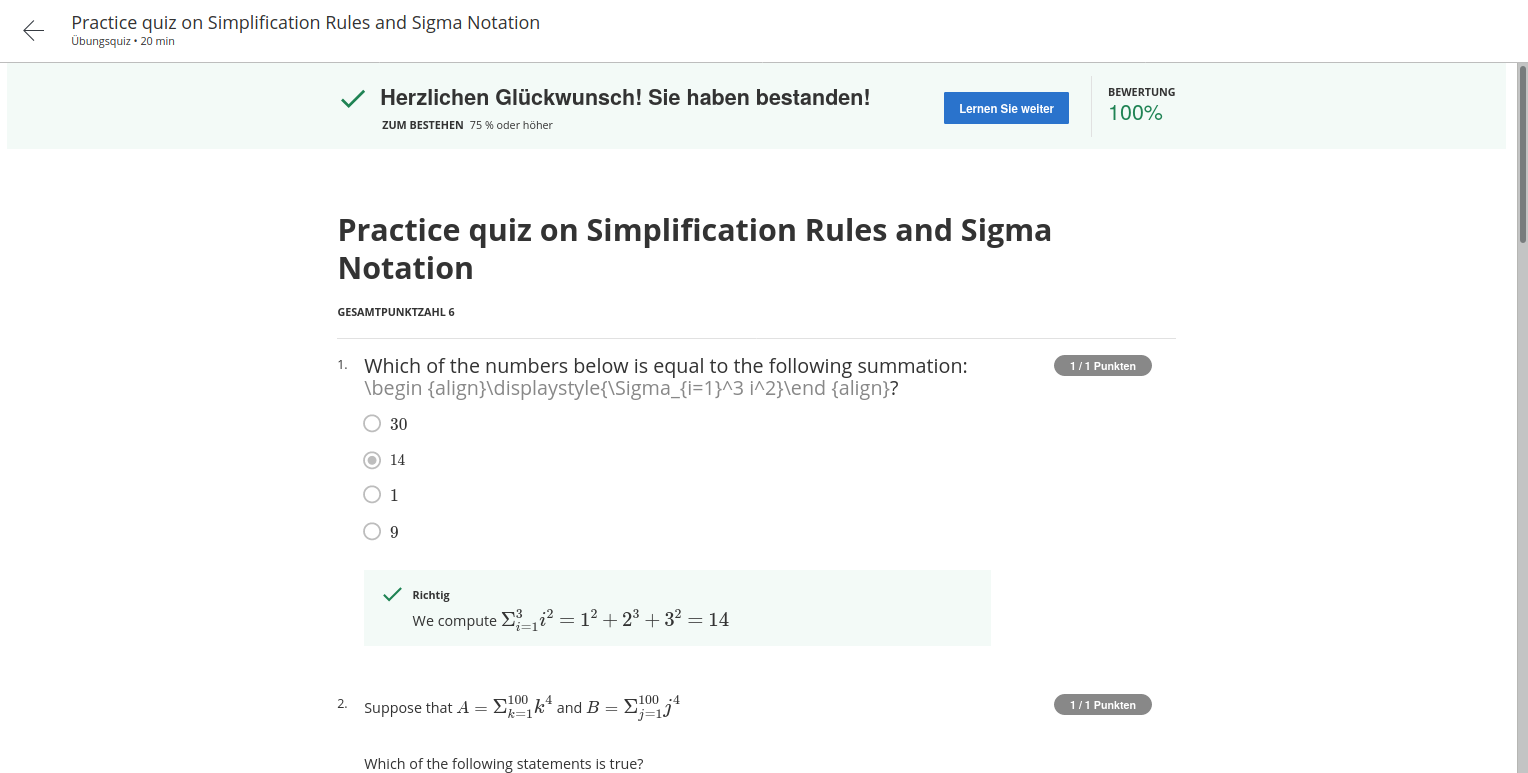 Practice quiz on Simplification Rules and Sigma Notation
Übungsquiz • 20 min
Herzlichen Glückwunsch! Sie haben bestanden!
ZUM BESTEHEN 75 % oder höher
Lernen Sie weiter
BEWERTUNG
100%
Practice quiz on Simplification Rules and Sigma
Notation
GESAMTPUNKTZAHL 6
1. Which of the numbers below is equal to the following summation:
\begin {align}\displaystyle{\Sigma_{i=1}^3 i^2}\end {align}?
1 / 1 Punkten
30
14
1
9
Richtig
We compute $\Sigma_{i=1}^{3} i^2 = 1^2 + 2^3 + 3^2 = 14$
2. Suppose that $A = \Sigma_{k=1}^{100} k^4$ and $B = \Sigma_{j=1}^{100} j^4$
1 / 1 Punkten
Which of the following statements is true?